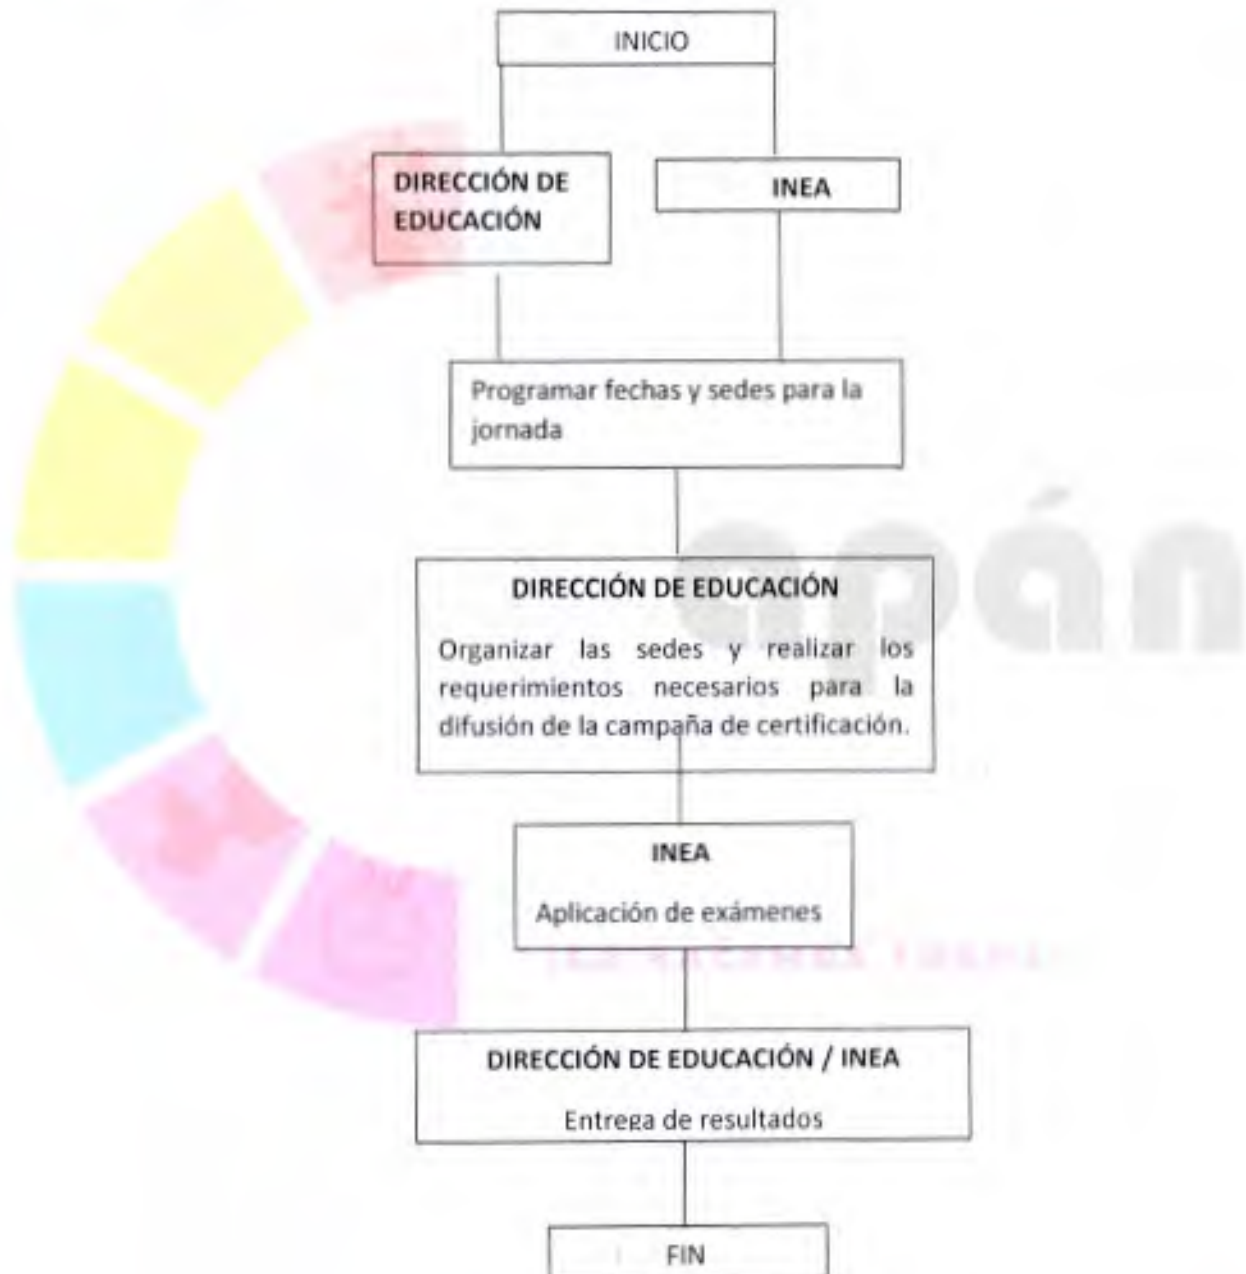 INICIO
DIRECCIÓN DE
EDUCACIÓN
INEA
Programar fechas y sedes para la
jornada
apán
DIRECCIÓN DE EDUCACIÓN
Organizar las sedes y realizar los
requerimientos necesarios para la
difusión de la campaña de certificación.
INEA
Aplicación de exámenes
DIRECCIÓN DE EDUCACIÓN / INEA
Entrega de resultados
FIN